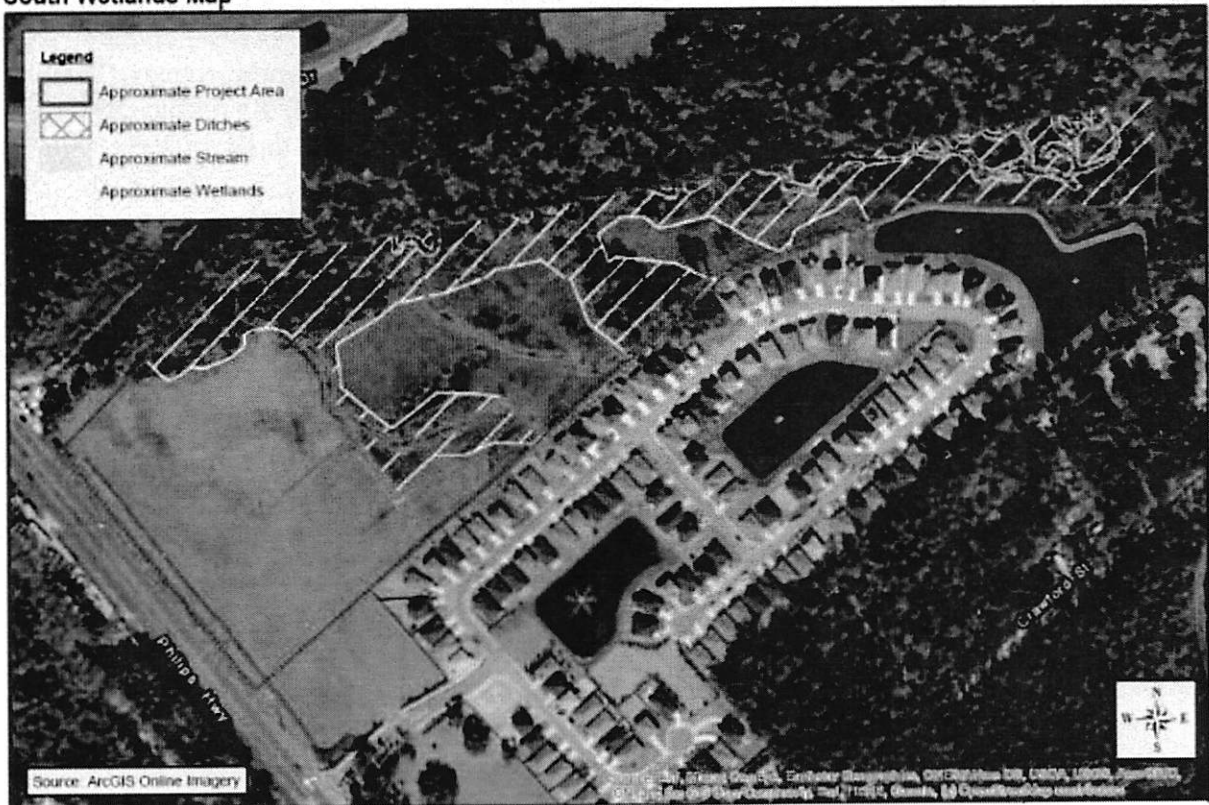 South Wetlands Map
Legend
Approximate Project Area
Approximate Ditches
Approximate Stream
Approximate Wetlands
Philips Hwy
Crawford St
N
W E
S
Source: ArcGIS Online Imagery